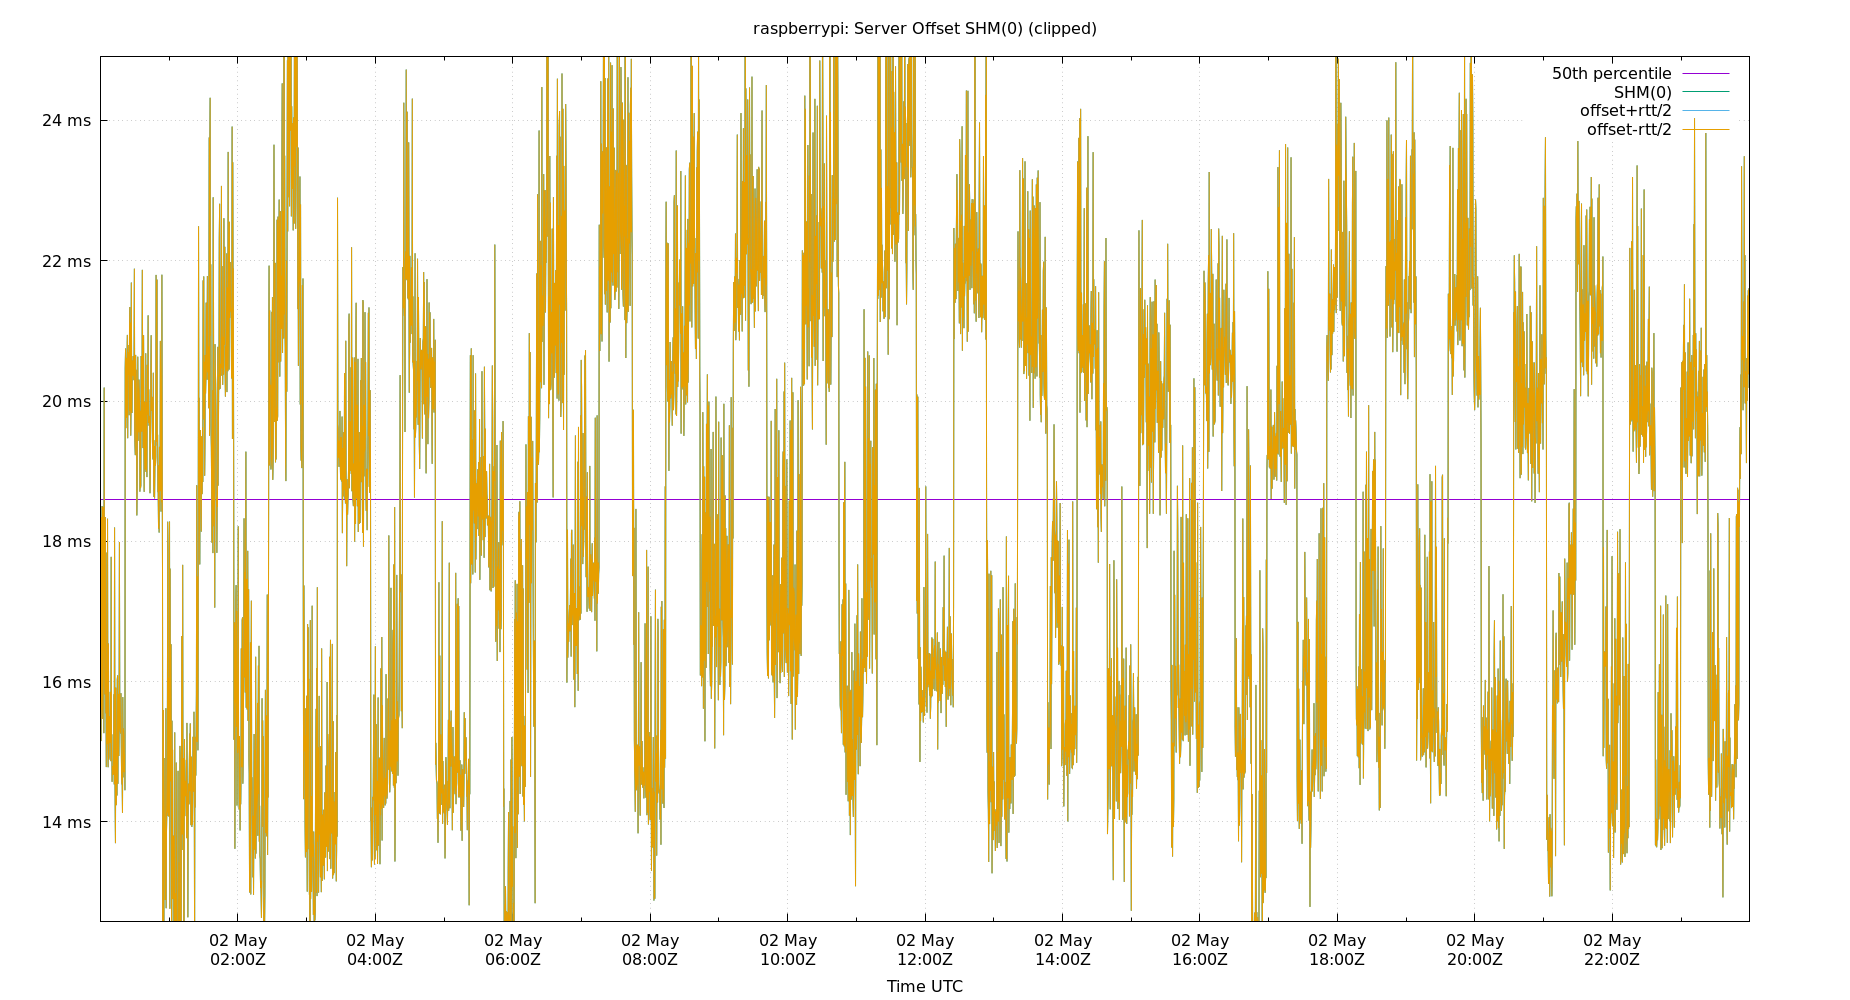 raspberrypi: Server Offset SHM(0) (clipped)
50th percentile
SHM(0)
offset+rtt/2
offset-rtt/2
24 ms
22 ms
20 ms
18 ms
16 ms
14 ms
02 May 02 May 02 May 02 May 02 May 02 May 02 May 02 May 02 May 02 May 02 May
02:00Z 04:00Z 06:00Z 08:00Z 10:00Z 12:00Z 14:00Z 16:00Z 18:00Z 20:00Z 22:00Z
Time UTC